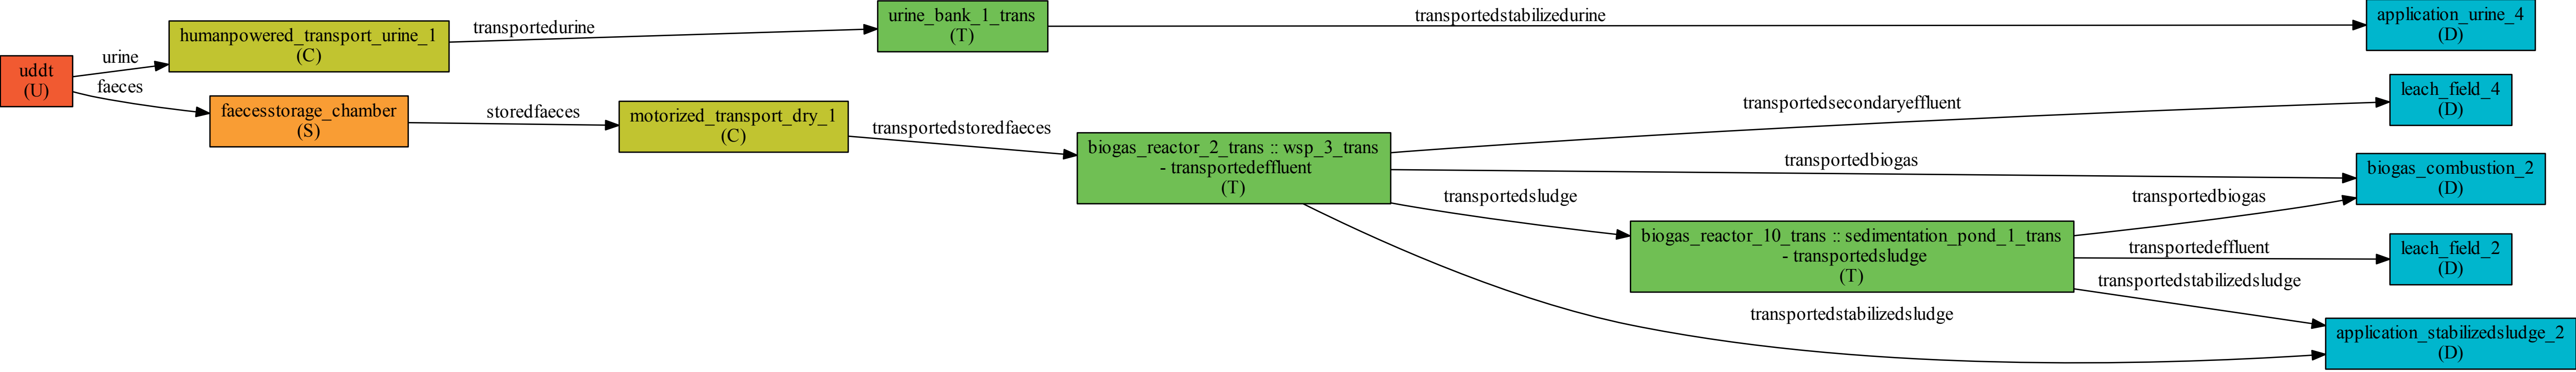 uddt
(U)
urine
faeces
humanpowered_transport_urine_1
(C)
transportedurine
urine_bank_1_trans
(T)
transportedstabilizedurine
application_urine_4
(D)
faecesstorage_chamber
(S)
storedfaeces
motorized_transport_dry_1
(C)
transportedstoredfaeces
biogas_reactor_2_trans :: wsp_3_trans
- transportedeffluent
(T)
transportedsecondaryeffluent
leach_field_4
(D)
transportedbiogas
biogas_combustion_2
(D)
transportedsludge
biogas_reactor_10_trans :: sedimentation_pond_1_trans
- transportedsludge
(T)
transportedbiogas
transportedeffluent
leach_field_2
(D)
transportedstabilizedsludge
transportedstabilizedsludge
application_stabilizedsludge_2
(D)